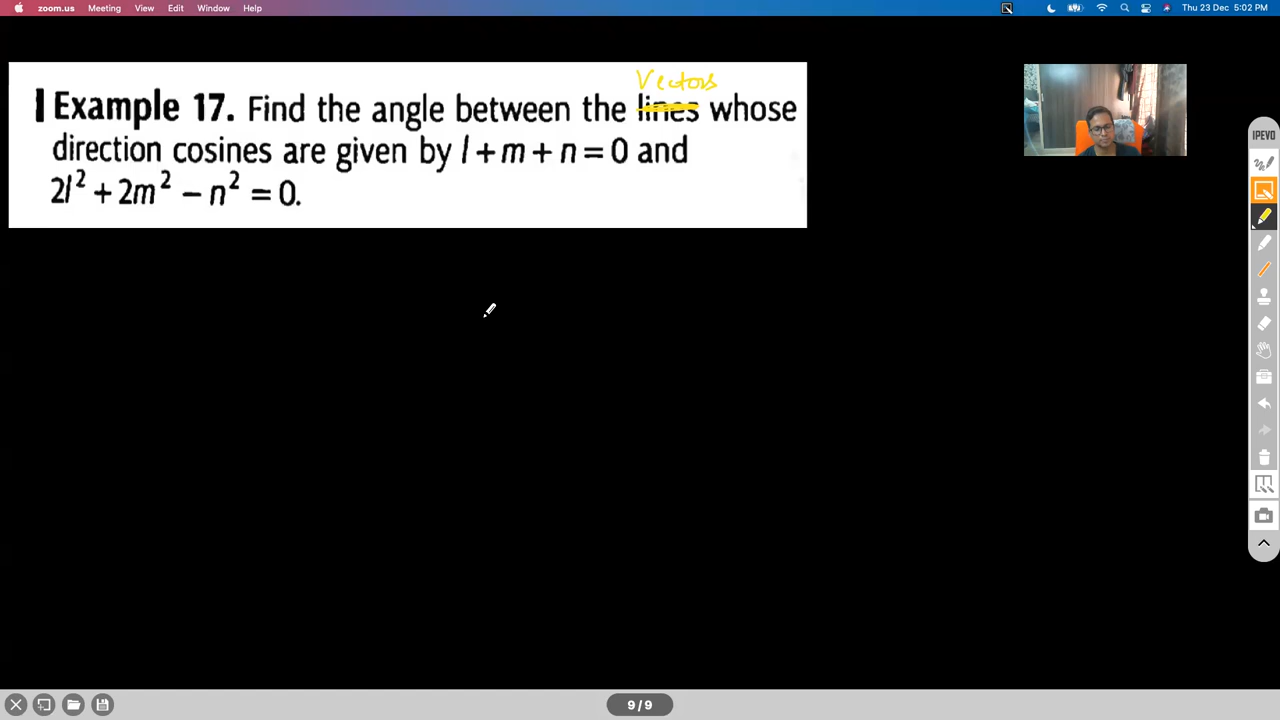 zoom.us Meeting View Edit Window Help Thu 23 Dec 5:02 PM
Vectors
Example 17. Find the angle between the lines whose
direction cosines are given by l + m + n = 0 and
2l² + 2m² − n² = 0.
IPEVO
9 / 9